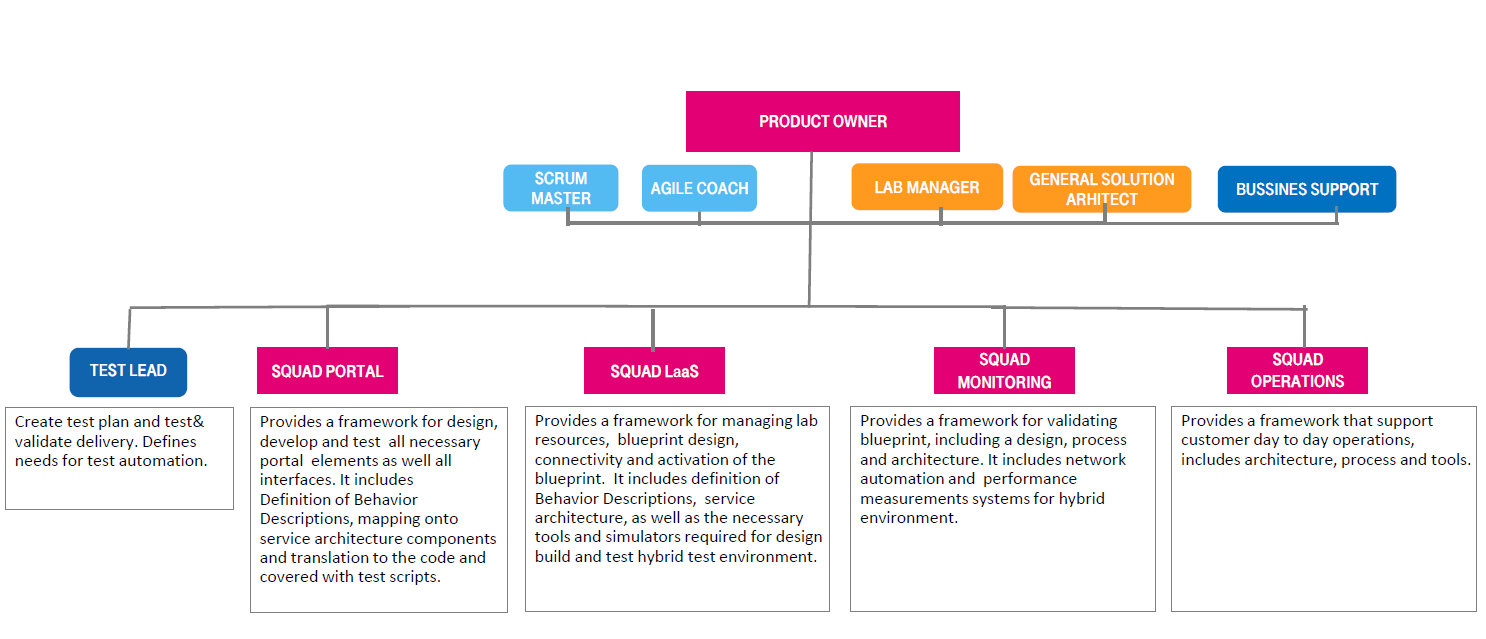 PRODUCT OWNER
SCRUM
MASTER
AGILE COACH
LAB MANAGER
GENERAL SOLUTION
ARHITECT
BUSSINES SUPPORT
TEST LEAD
Create test plan and test&
validate delivery. Defines
needs for test automation.
SQUAD PORTAL
Provides a framework for design,
develop and test all necessary
portal elements as well all
interfaces. It includes
Definition of Behavior
Descriptions, mapping onto
service architecture components
and translation to the code and
covered with test scripts.
SQUAD LaaS
Provides a framework for managing lab
resources, blueprint design,
connectivity and activation of the
blueprint. It includes definition of
Behavior Descriptions, service
architecture, as well as the necessary
tools and simulators required for design
build and test hybrid test environment.
SQUAD
MONITORING
Provides a framework for validating
blueprint, including a design, process
and architecture. It includes network
automation and performance
measurements systems for hybrid
environment.
SQUAD
OPERATIONS
Provides a framework that support
customer day to day operations,
includes architecture, process and tools.